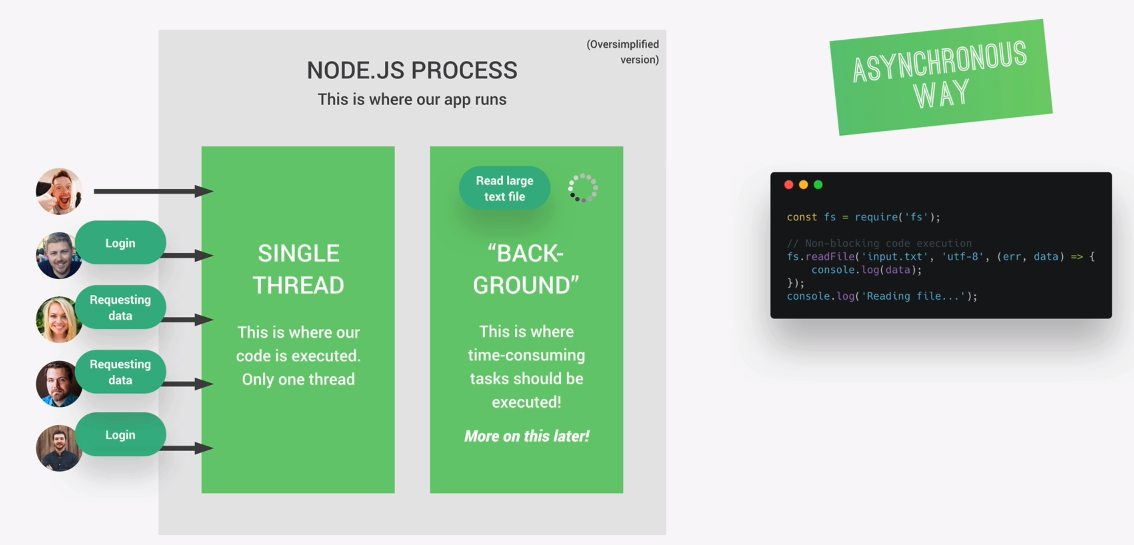 (Oversimplified
version)
NODE.JS PROCESS
This is where our app runs
ASYNCHRONOUS
WAY
Login
Requesting
data
Requesting
data
Login
SINGLE
THREAD
This is where our
code is executed.
Only one thread
Read large
text file
“BACK-
GROUND”
This is where
time-consuming
tasks should be
executed!
More on this later!
const fs = require('fs');
// Non-blocking code execution
fs.readFile('input.txt', 'utf-8', (err, data) => {
    console.log(data);
});
console.log('Reading file...');